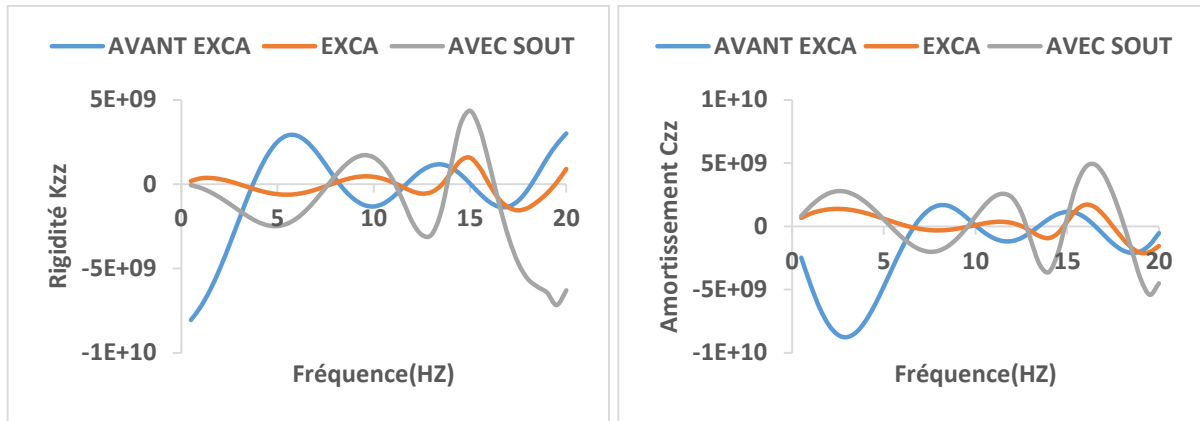 AVANT EXCA EXCA AVEC SOUT
5E+09
0
-5E+09
-1E+10
0 5 10 15 20
Rigidité Kzz
Fréquence(HZ)
AVANT EXCA EXCA AVEC SOUT
1E+10
5E+09
0
-5E+09
-1E+10
0 5 10 15 20
Amortissement Czz
Fréquence(HZ)